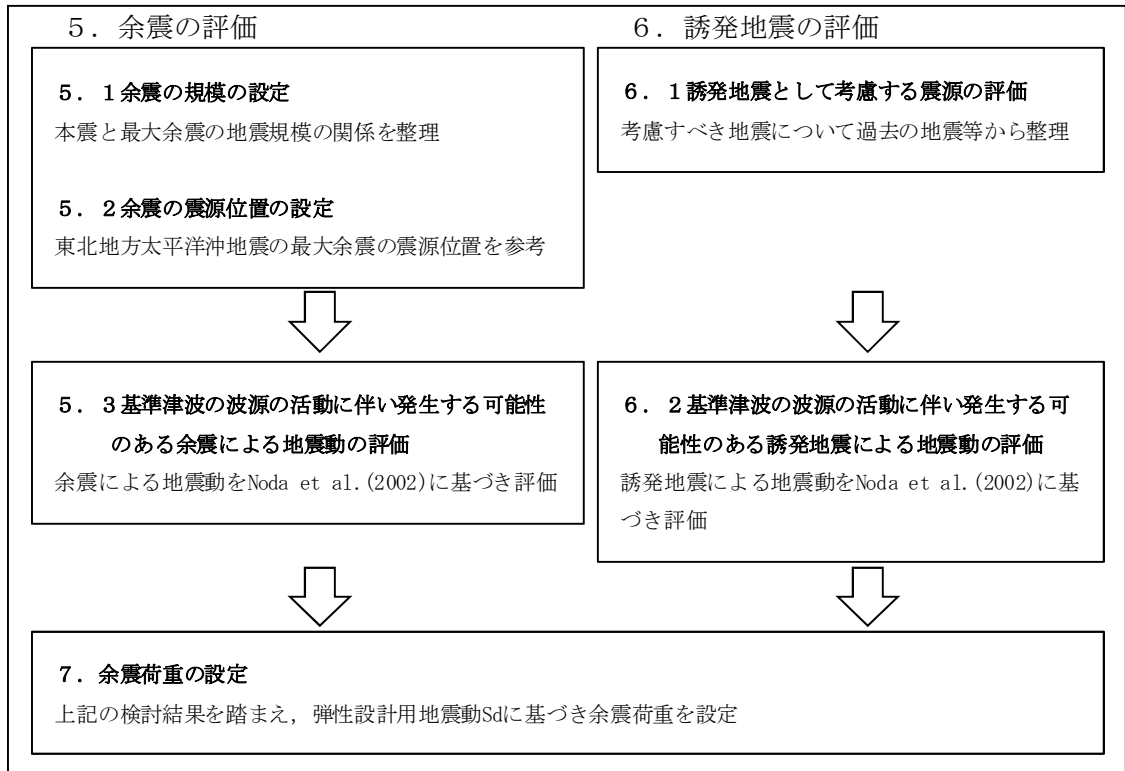 ５．余震の評価
５．１余震の規模の設定
本震と最大余震の地震規模の関係を整理
５．２余震の震源位置の設定
東北地方太平洋沖地震の最大余震の震源位置を参考
５．３基準津波の波源の活動に伴い発生する可能性
のある余震による地震動の評価
余震による地震動をNoda et al.(2002)に基づき評価
６．誘発地震の評価
６．１誘発地震として考慮する震源の評価
考慮すべき地震について過去の地震等から整理
６．２基準津波の波源の活動に伴い発生する可
能性のある誘発地震による地震動の評価
誘発地震による地震動をNoda et al.(2002)に基
づき評価
７．余震荷重の設定
上記の検討結果を踏まえ，弾性設計用地震動Sdに基づき余震荷重を設定